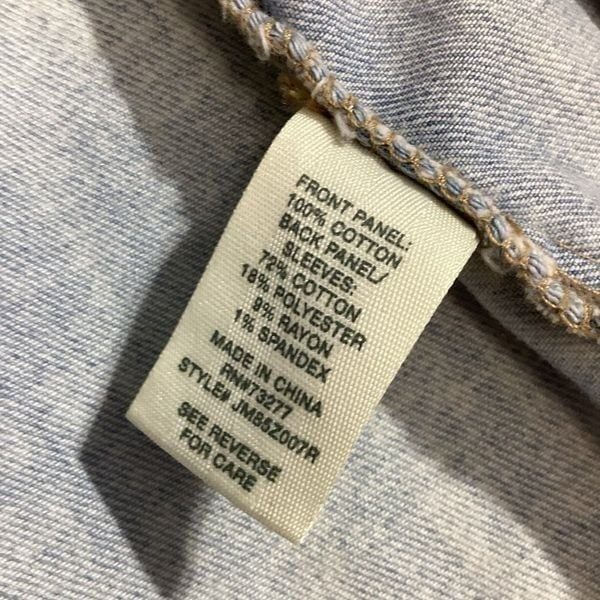 FRONT PANEL:
100% COTTON
BACK PANEL/
SLEEVES:
72% COTTON
18% POLYESTER
9% RAYON
1% SPANDEX
MADE IN CHINA
RN#73277
STYLE# JM85Z007R
SEE REVERSE
FOR CARE